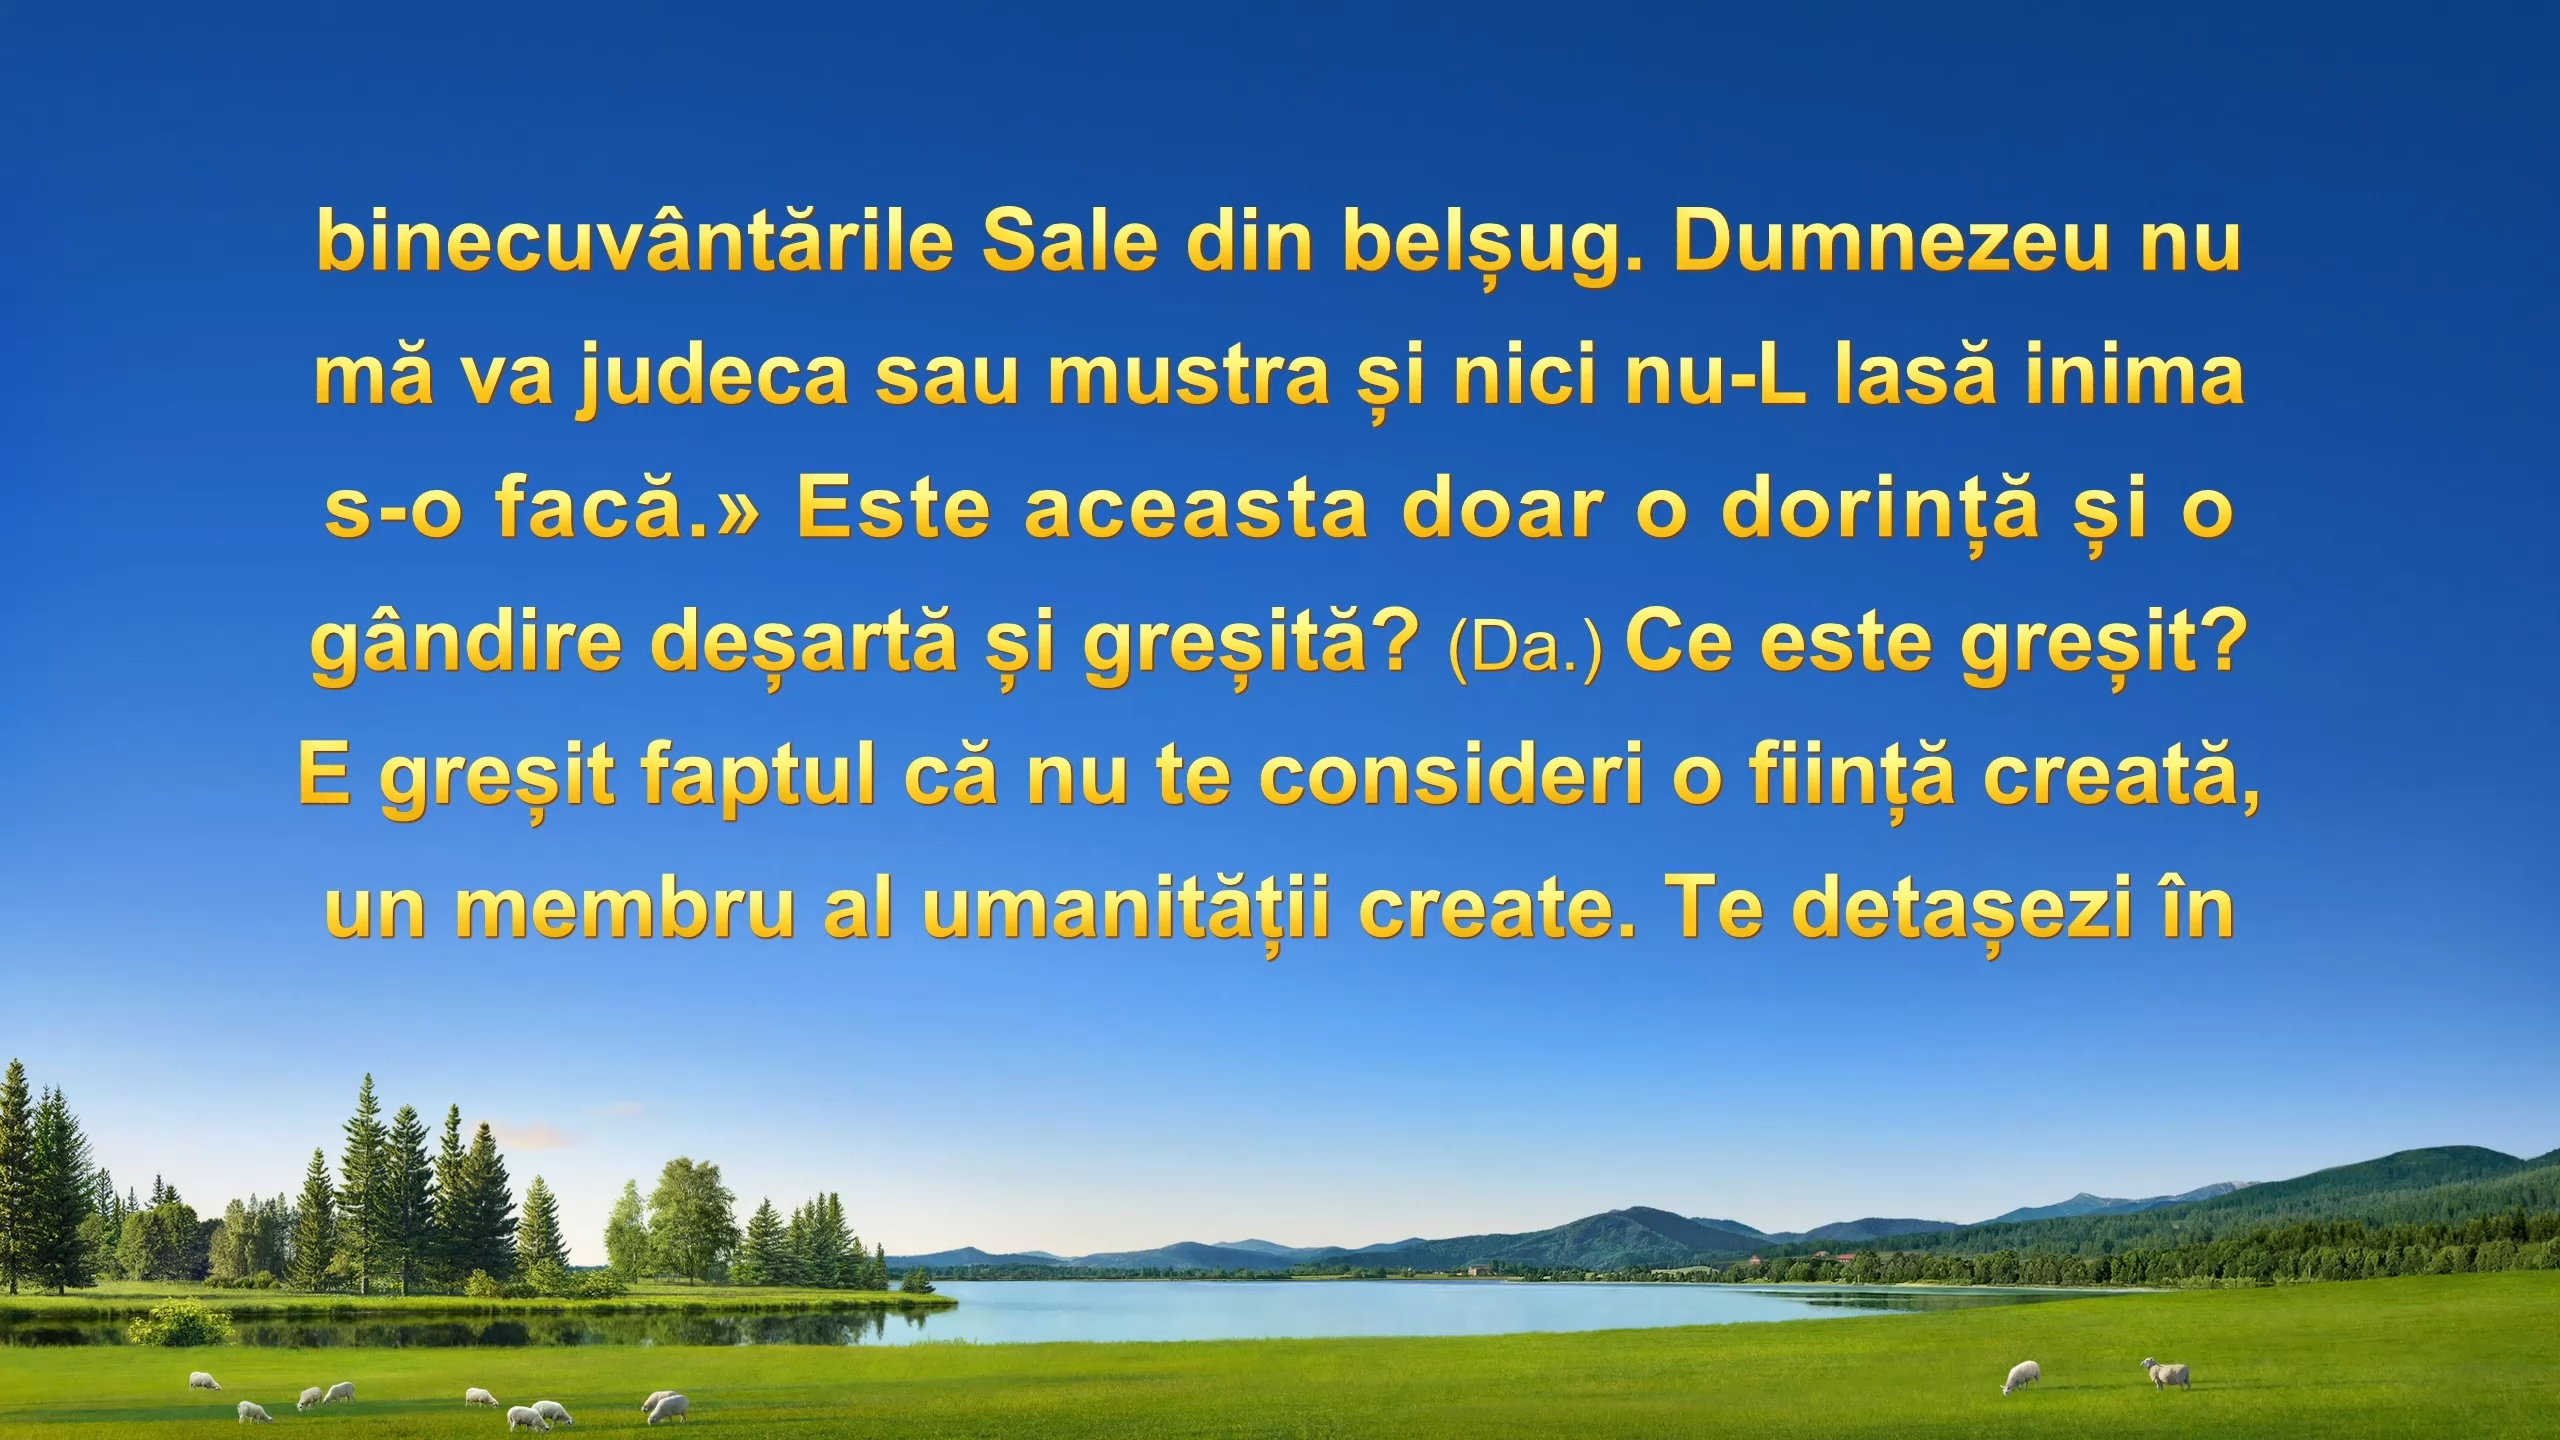 binecuvântările Sale din belșug. Dumnezeu nu
mă va judeca sau mustra și nici nu-L lasă inima
s-o facă.» Este aceasta doar o dorință și o
gândire deșartă și greșită? (Da.) Ce este greșit?
E greșit faptul că nu te consideri o ființă creată,
un membru al umanității create. Te detașezi în